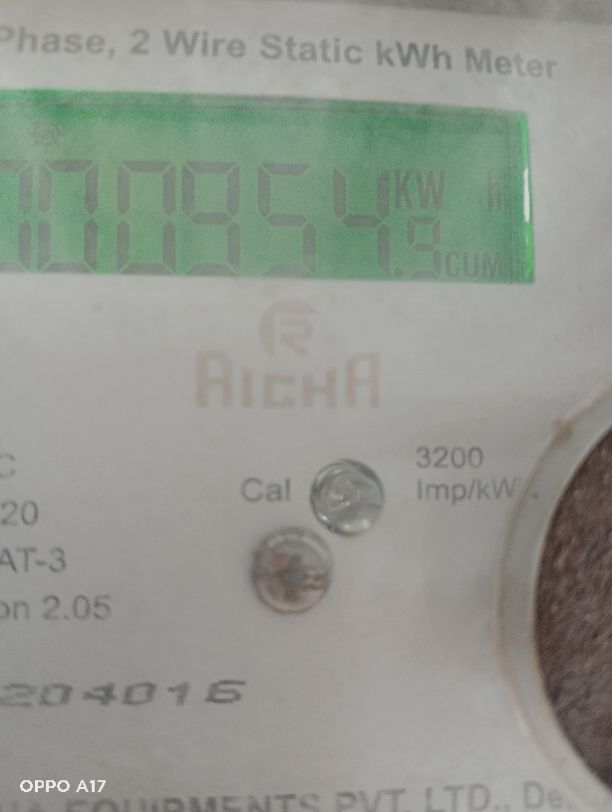 Phase, 2 Wire Static kWh Meter
000954.9 KW h
CUM
RICHA
3200
Cal Imp/kW
20
AT-3
on 2.05
204016
EQUIPMENTS PVT. LTD., De
OPPO A17